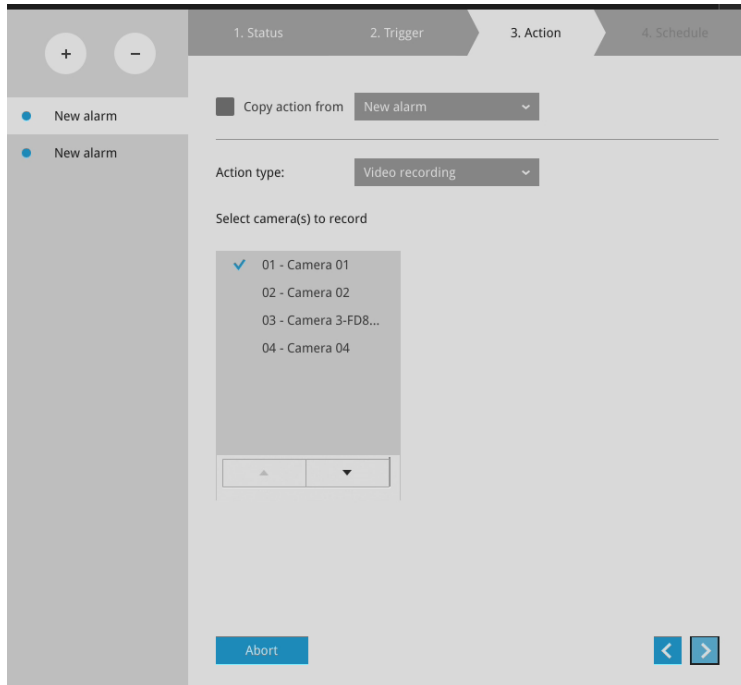 1. Status
2. Trigger
3. Action
4. Schedule
+
−
New alarm
New alarm
Copy action from
New alarm
Action type:
Video recording
Select camera(s) to record
01 - Camera 01
02 - Camera 02
03 - Camera 3-FD8...
04 - Camera 04
Abort